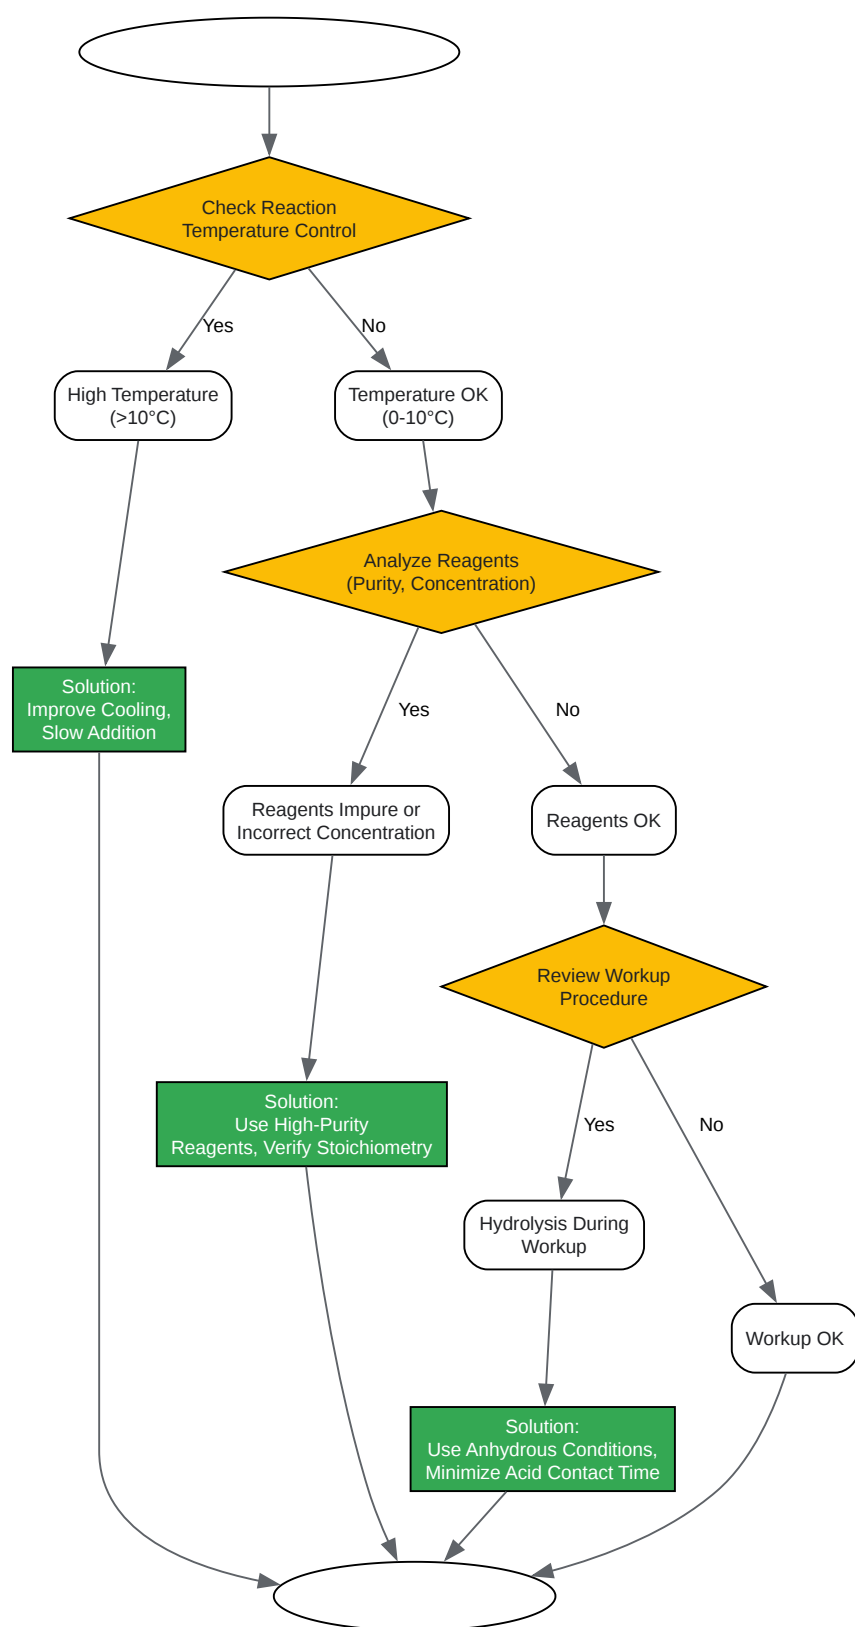 Check Reaction
Temperature Control
Yes
No
High Temperature
(>10°C)
Temperature OK
(0-10°C)
Analyze Reagents
(Purity, Concentration)
Solution:
Improve Cooling,
Slow Addition
Yes
No
Reagents Impure or
Incorrect Concentration
Reagents OK
Review Workup
Procedure
Solution:
Use High-Purity
Reagents, Verify Stoichiometry
Yes
No
Hydrolysis During
Workup
Workup OK
Solution:
Use Anhydrous Conditions,
Minimize Acid Contact Time